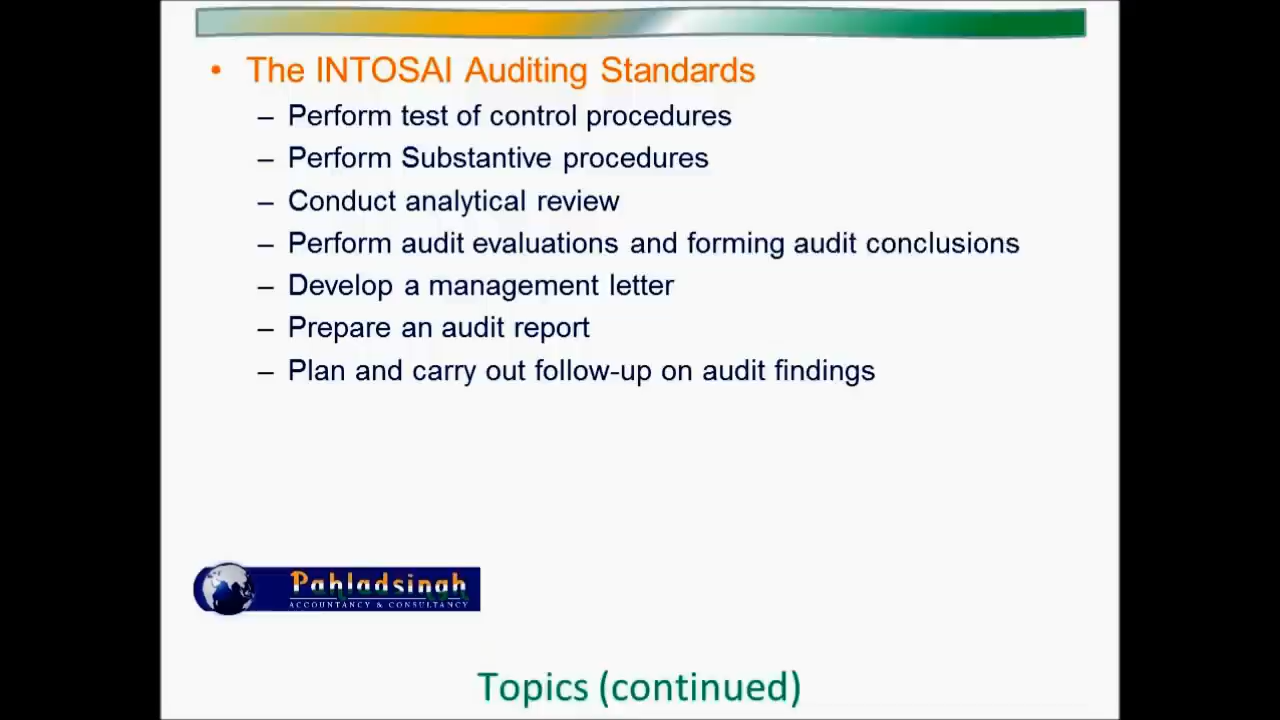 • The INTOSAI Auditing Standards
– Perform test of control procedures
– Perform Substantive procedures
– Conduct analytical review
– Perform audit evaluations and forming audit conclusions
– Develop a management letter
– Prepare an audit report
– Plan and carry out follow-up on audit findings
Pahladsingh
ACCOUNTANCY & CONSULTANCY
Topics (continued)